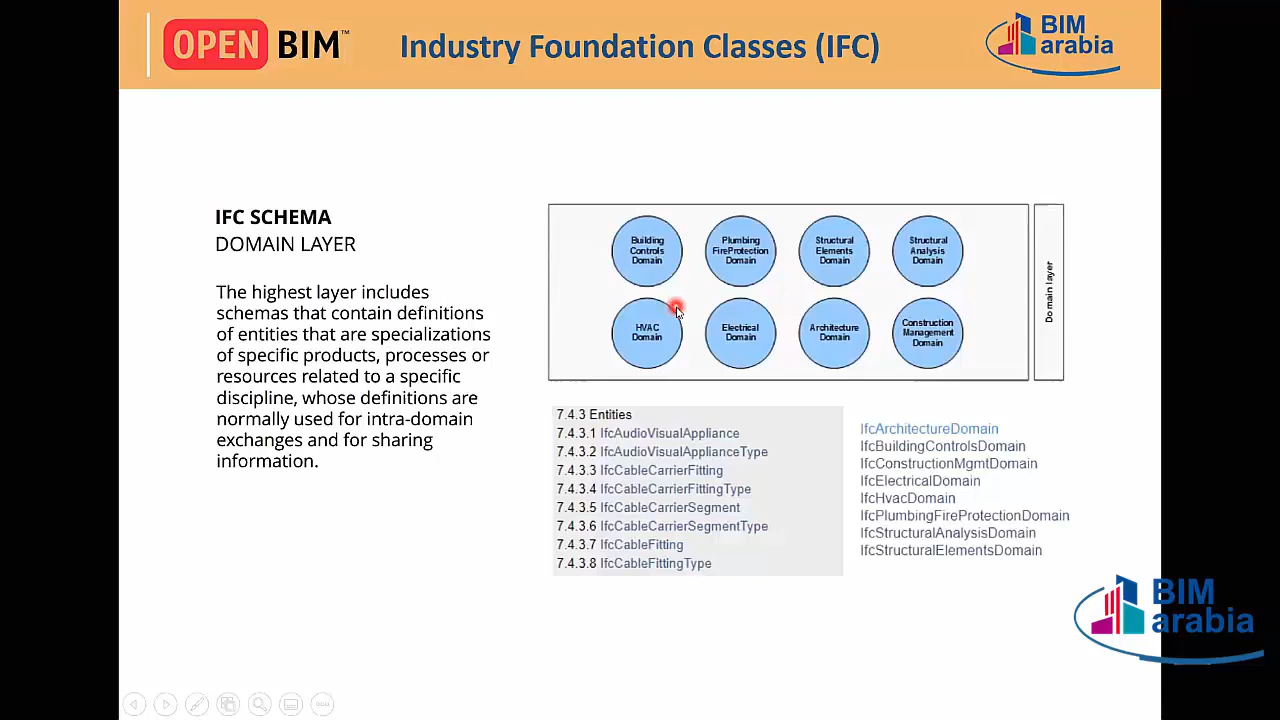 OPEN BIM™
Industry Foundation Classes (IFC)
BIM
arabia
IFC SCHEMA
DOMAIN LAYER
The highest layer includes
schemas that contain definitions
of entities that are specializations
of specific products, processes or
resources related to a specific
discipline, whose definitions are
normally used for intra-domain
exchanges and for sharing
information.
Building
Controls
Domain
Plumbing
FireProtection
Domain
Structural
Elements
Domain
Structural
Analysis
Domain
HVAC
Domain
Electrical
Domain
Architecture
Domain
Construction
Management
Domain
Domain layer
7.4.3 Entities
7.4.3.1 IfcAudioVisualAppliance
7.4.3.2 IfcAudioVisualApplianceType
7.4.3.3 IfcCableCarrierFitting
7.4.3.4 IfcCableCarrierFittingType
7.4.3.5 IfcCableCarrierSegment
7.4.3.6 IfcCableCarrierSegmentType
7.4.3.7 IfcCableFitting
7.4.3.8 IfcCableFittingType
IfcArchitectureDomain
IfcBuildingControlsDomain
IfcConstructionMgmtDomain
IfcElectricalDomain
IfcHvacDomain
IfcPlumbingFireProtectionDomain
IfcStructuralAnalysisDomain
IfcStructuralElementsDomain
BIM
arabia